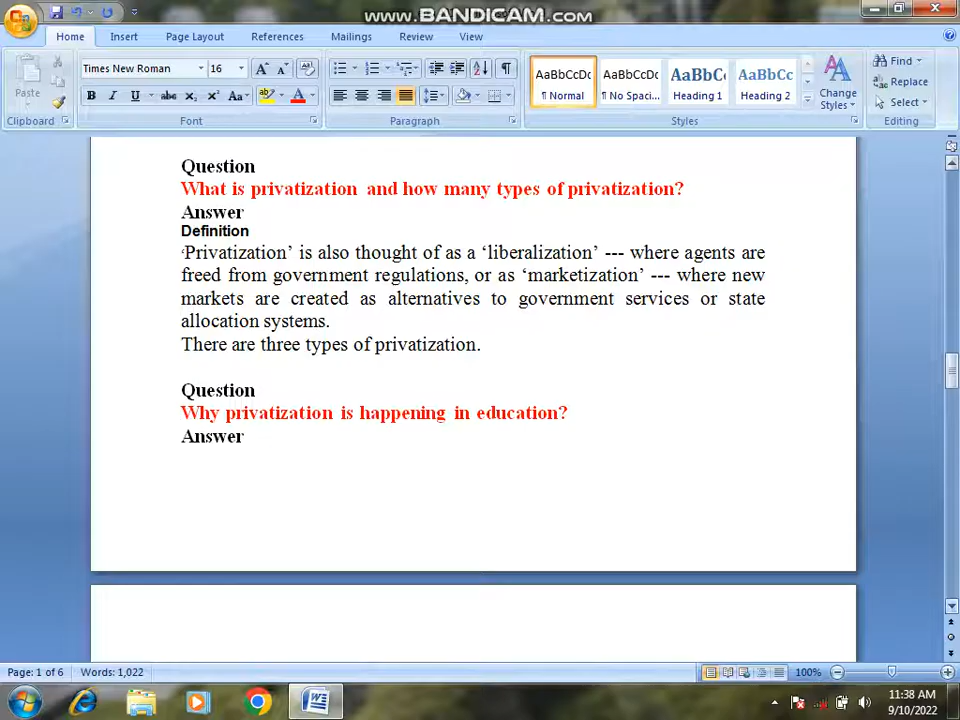 www.BANDICAM.com
Home Insert Page Layout References Mailings Review View
Times New Roman 16
Paste
B I U abc X₂ X² Aa A
AaBbCcDc AaBbCcDc AaBbC AaBbCc
¶ Normal ¶ No Spaci... Heading 1 Heading 2
Change Styles
Find
Replace
Select
Clipboard Font Paragraph Styles Editing
Question
What is privatization and how many types of privatization?
Answer
Definition
‘Privatization’ is also thought of as a ‘liberalization’ --- where agents are
freed from government regulations, or as ‘marketization’ --- where new
markets are created as alternatives to government services or state
allocation systems.
There are three types of privatization.
Question
Why privatization is happening in education?
Answer
Page: 1 of 6 Words: 1,022 100%
11:38 AM
9/10/2022